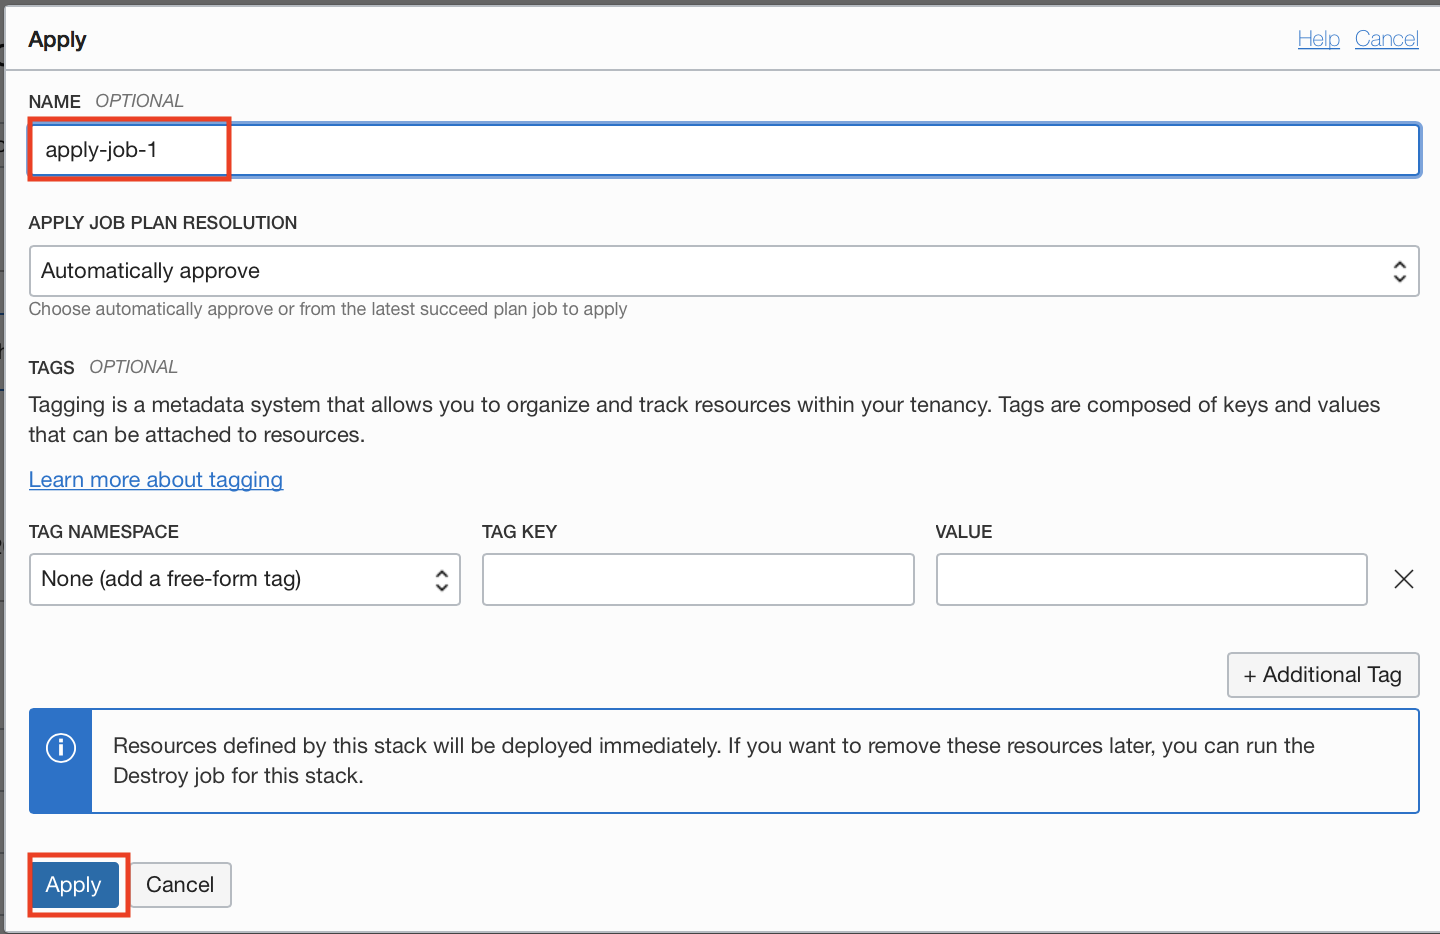 Apply
Help Cancel
NAME OPTIONAL
apply-job-1
APPLY JOB PLAN RESOLUTION
Automatically approve
Choose automatically approve or from the latest succeed plan job to apply
TAGS OPTIONAL
Tagging is a metadata system that allows you to organize and track resources within your tenancy. Tags are composed of keys and values
that can be attached to resources.
Learn more about tagging
TAG NAMESPACE TAG KEY VALUE
None (add a free-form tag)
+ Additional Tag
Resources defined by this stack will be deployed immediately. If you want to remove these resources later, you can run the
Destroy job for this stack.
Apply Cancel